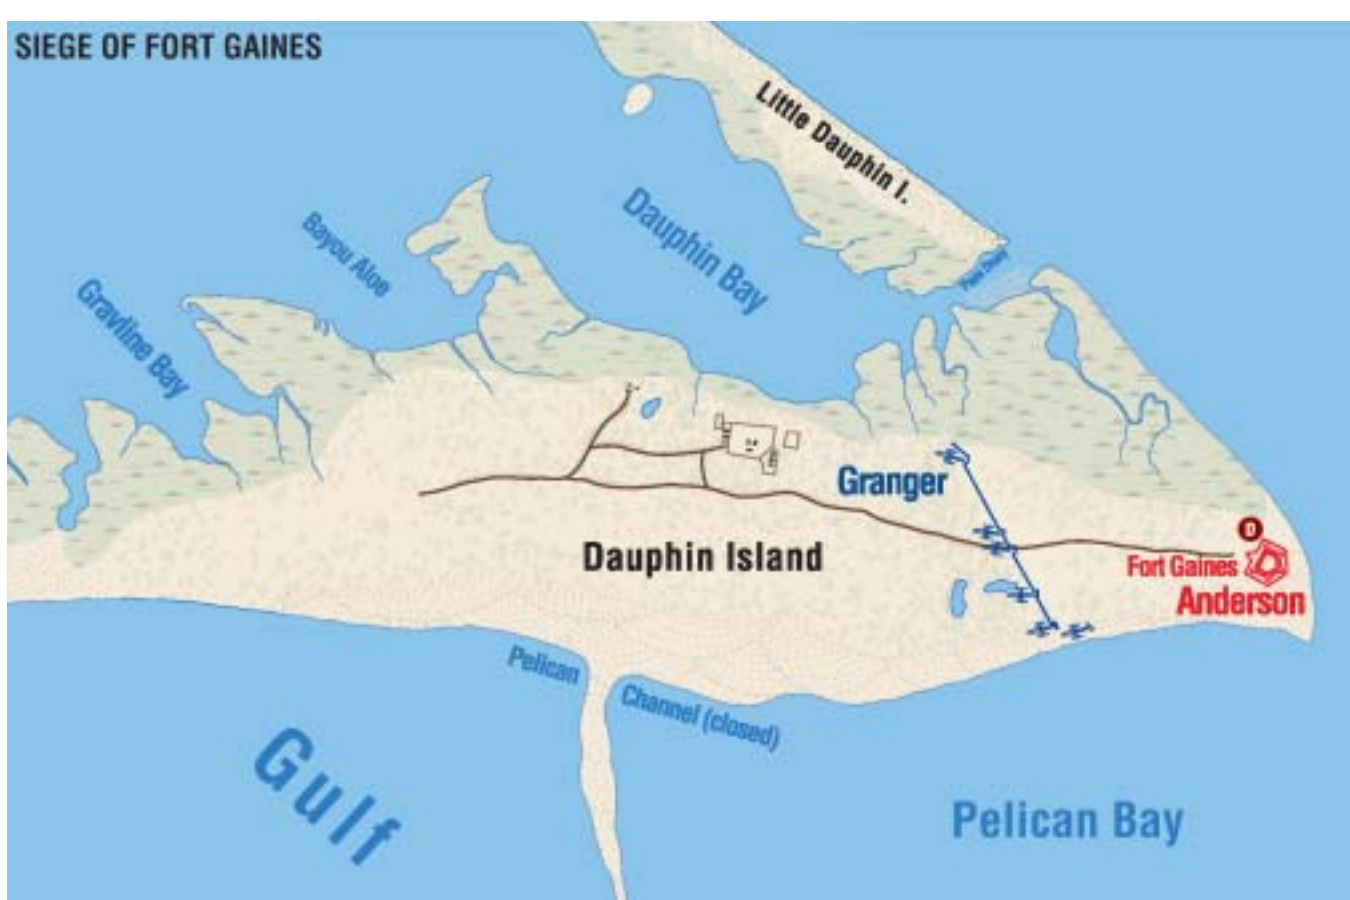 SIEGE OF FORT GAINES
Little Dauphin I.
Dauphin Bay
Bayou Aloe
Gravline Bay
Granger
D
Fort Gaines
Anderson
Dauphin Island
Pelican
Channel (closed)
Gulf
Pelican Bay